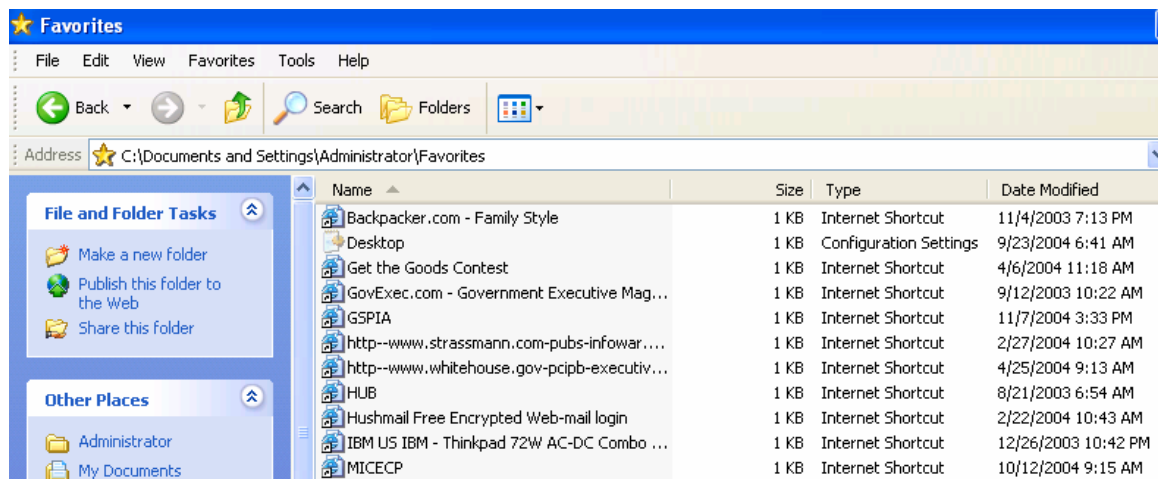 Favorites
File Edit View Favorites Tools Help
Back Search Folders
Address C:\Documents and Settings\Administrator\Favorites
File and Folder Tasks
Make a new folder
Publish this folder to
the Web
Share this folder
Other Places
Administrator
My Documents
Name Size Type Date Modified
Backpacker.com - Family Style 1 KB Internet Shortcut 11/4/2003 7:13 PM
Desktop 1 KB Configuration Settings 9/23/2004 6:41 AM
Get the Goods Contest 1 KB Internet Shortcut 4/6/2004 11:18 AM
GovExec.com - Government Executive Mag... 1 KB Internet Shortcut 9/12/2003 10:22 AM
GSPIA 1 KB Internet Shortcut 11/7/2004 3:33 PM
http--www.strassmann.com-pubs-infowar.... 1 KB Internet Shortcut 2/27/2004 10:27 AM
http--www.whitehouse.gov-pcipb-executiv... 1 KB Internet Shortcut 4/25/2004 9:13 AM
HUB 1 KB Internet Shortcut 8/21/2003 6:54 AM
Hushmail Free Encrypted Web-mail login 1 KB Internet Shortcut 2/22/2004 10:43 AM
IBM US IBM - Thinkpad 72W AC-DC Combo ... 1 KB Internet Shortcut 12/26/2003 10:42 PM
MICECP 1 KB Internet Shortcut 10/12/2004 9:15 AM